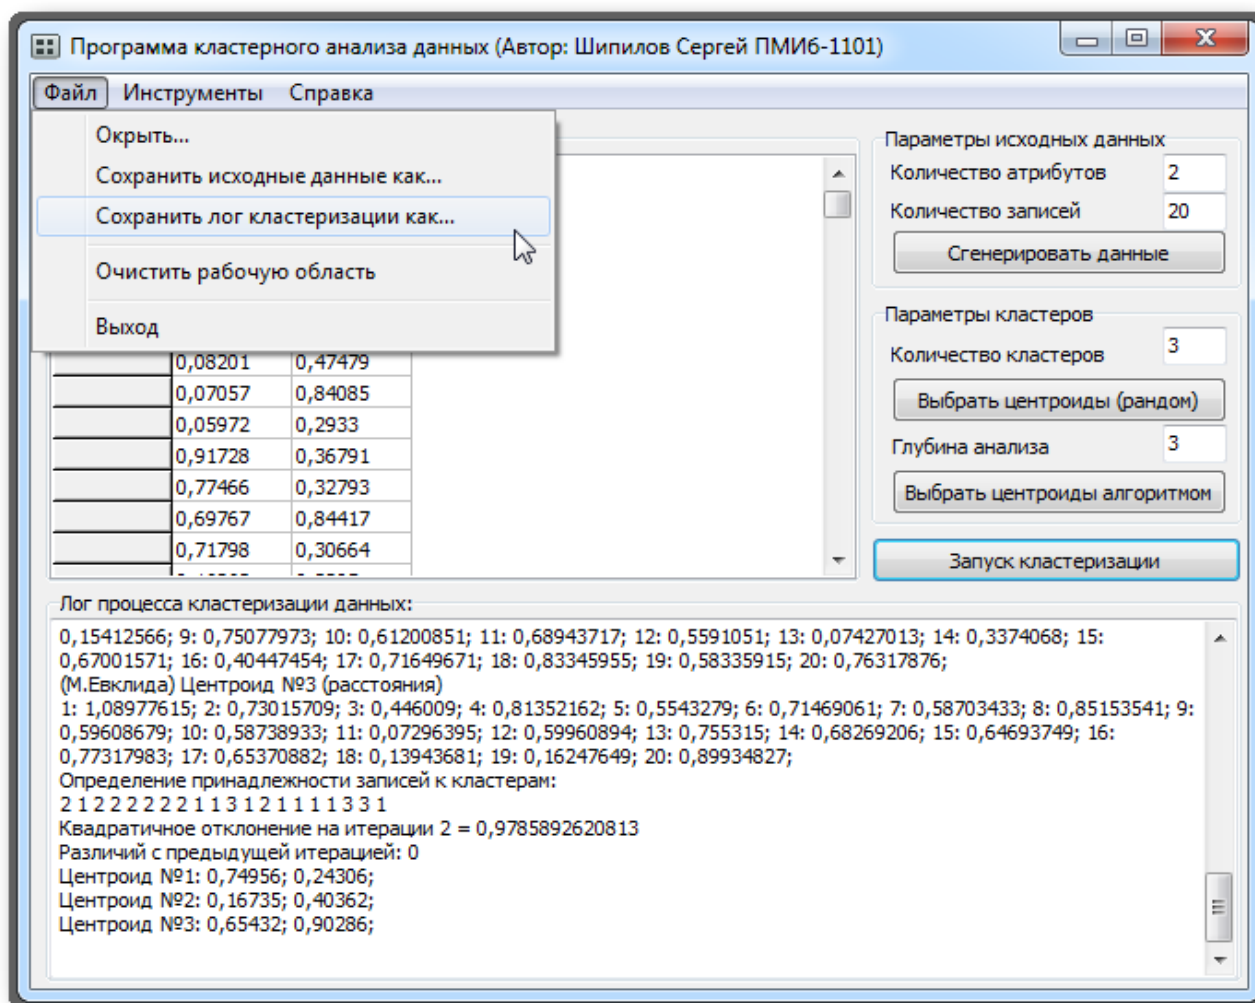 Программа кластерного анализа данных (Автор: Шипилов Сергей ПМИб-1101)
Файл Инструменты Справка
Окрыть...
Сохранить исходные данные как...
Сохранить лог кластеризации как...
Очистить рабочую область
Выход
0,08201 0,47479
0,07057 0,84085
0,05972 0,2933
0,91728 0,36791
0,77466 0,32793
0,69767 0,84417
0,71798 0,30664
Параметры исходных данных
Количество атрибутов 2
Количество записей 20
Сгенерировать данные
Параметры кластеров
Количество кластеров 3
Выбрать центроиды (рандом)
Глубина анализа 3
Выбрать центроиды алгоритмом
Запуск кластеризации
Лог процесса кластеризации данных:
0,15412566; 9: 0,75077973; 10: 0,61200851; 11: 0,68943717; 12: 0,5591051; 13: 0,07427013; 14: 0,3374068; 15:
0,67001571; 16: 0,40447454; 17: 0,71649671; 18: 0,83345955; 19: 0,58335915; 20: 0,76317876;
(М.Евклида) Центроид №3 (расстояния)
1: 1,08977615; 2: 0,73015709; 3: 0,446009; 4: 0,81352162; 5: 0,5543279; 6: 0,71469061; 7: 0,58703433; 8: 0,85153541; 9:
0,59608679; 10: 0,58738933; 11: 0,07296395; 12: 0,59960894; 13: 0,755315; 14: 0,68269206; 15: 0,64693749; 16:
0,77317983; 17: 0,65370882; 18: 0,13943681; 19: 0,16247649; 20: 0,89934827;
Определение принадлежности записей к кластерам:
2 1 2 2 2 2 2 2 1 1 3 1 2 1 1 1 1 3 3 1
Квадратичное отклонение на итерации 2 = 0,9785892620813
Различий с предыдущей итерацией: 0
Центроид №1: 0,74956; 0,24306;
Центроид №2: 0,16735; 0,40362;
Центроид №3: 0,65432; 0,90286;